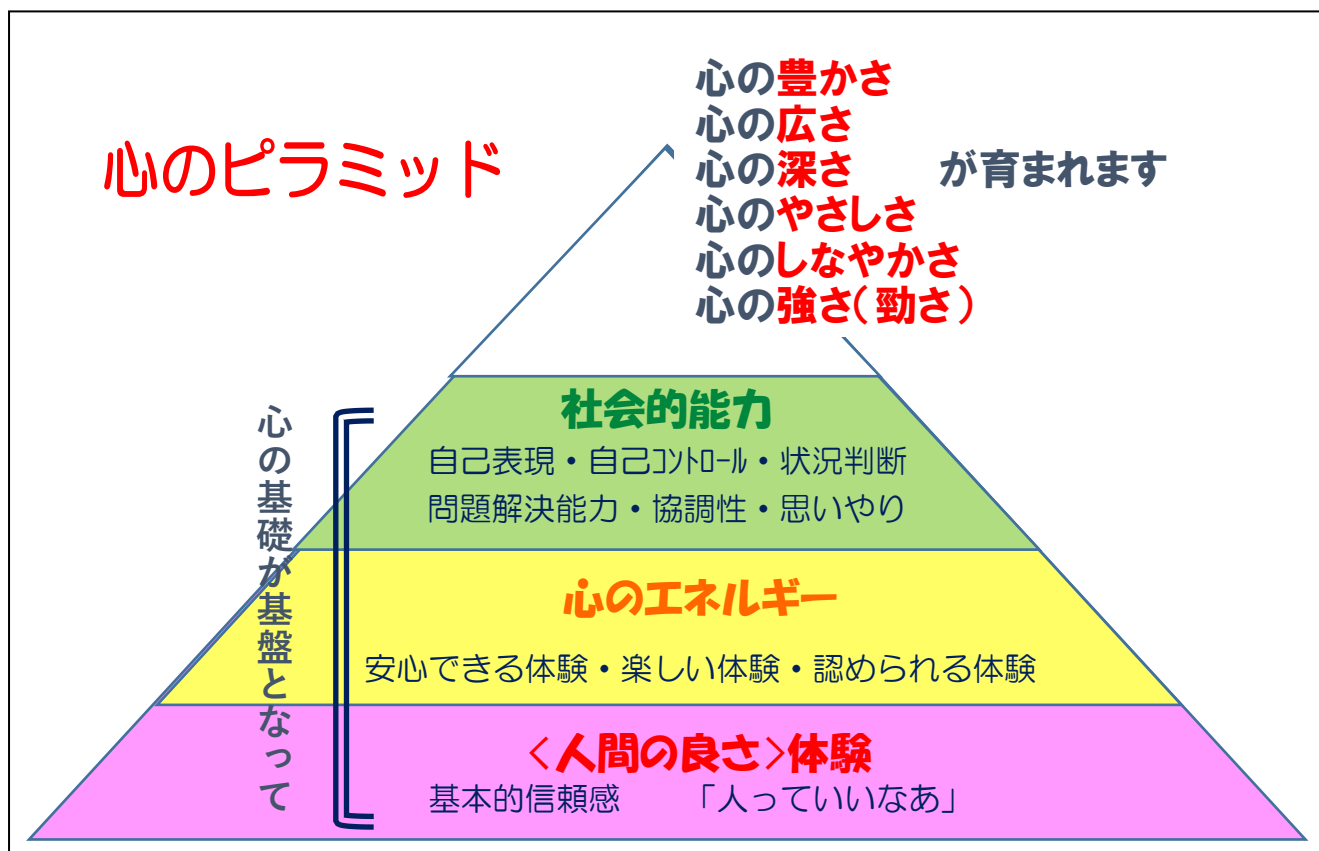 心のピラミッド
心の豊かさ
心の広さ
心の深さ
心のやさしさ
心のしなやかさ
心の強さ(勁さ)
が育まれます
心の基礎が基盤となって
社会的能力
自己表現・自己ｺﾝﾄﾛｰﾙ・状況判断
問題解決能力・協調性・思いやり
心のエネルギー
安心できる体験・楽しい体験・認められる体験
<人間の良さ>体験
基本的信頼感 「人っていいなあ」